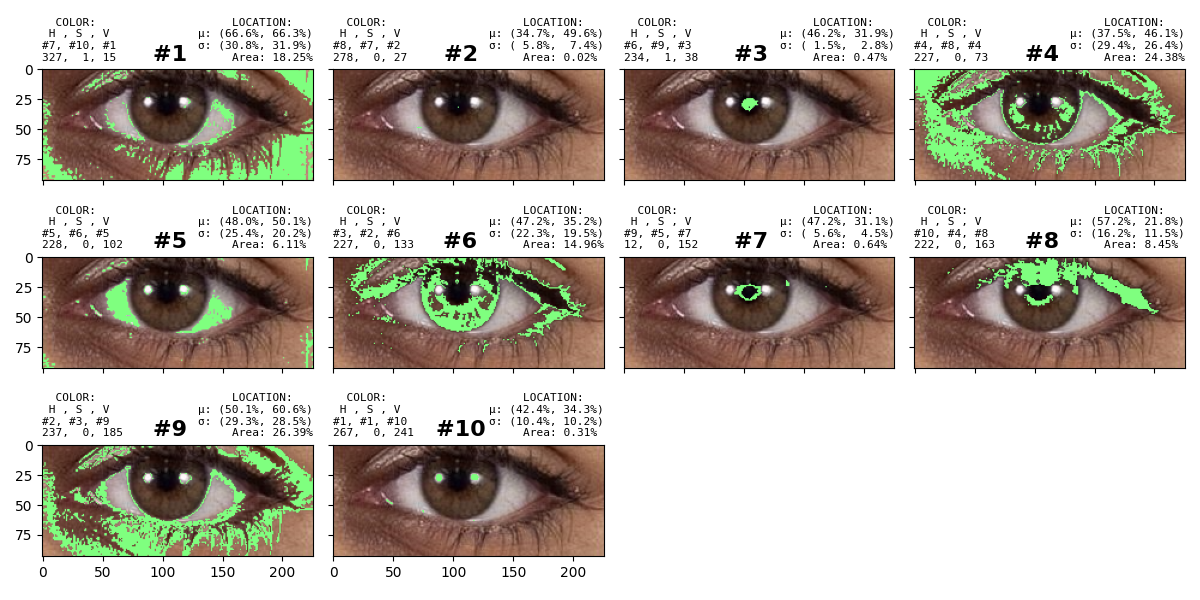 COLOR: LOCATION:
H , S , V μ: (66.6%, 66.3%)
#7, #10, #1 σ: (30.8%, 31.9%)
327, 1, 15 #1 Area: 18.25%
COLOR: LOCATION:
H , S , V μ: (34.7%, 49.6%)
#8, #7, #2 σ: ( 5.8%, 7.4%)
278, 0, 27 #2 Area: 0.02%
COLOR: LOCATION:
H , S , V μ: (46.2%, 31.9%)
#6, #9, #3 σ: ( 1.5%, 2.8%)
234, 1, 38 #3 Area: 0.47%
COLOR: LOCATION:
H , S , V μ: (37.5%, 46.1%)
#4, #8, #4 σ: (29.4%, 26.4%)
227, 0, 73 #4 Area: 24.38%
0
25
50
75
COLOR: LOCATION:
H , S , V μ: (48.0%, 50.1%)
#5, #6, #5 σ: (25.4%, 20.2%)
228, 0, 102 #5 Area: 6.11%
COLOR: LOCATION:
H , S , V μ: (47.2%, 35.2%)
#3, #2, #6 σ: (22.3%, 19.5%)
227, 0, 133 #6 Area: 14.96%
COLOR: LOCATION:
H , S , V μ: (47.2%, 31.1%)
#9, #5, #7 σ: ( 5.6%, 4.5%)
12, 0, 152 #7 Area: 0.64%
COLOR: LOCATION:
H , S , V μ: (57.2%, 21.8%)
#10, #4, #8 σ: (16.2%, 11.5%)
222, 0, 163 #8 Area: 8.45%
0
25
50
75
COLOR: LOCATION:
H , S , V μ: (50.1%, 60.6%)
#2, #3, #9 σ: (29.3%, 28.5%)
237, 0, 185 #9 Area: 26.39%
COLOR: LOCATION:
H , S , V μ: (42.4%, 34.3%)
#1, #1, #10 σ: (10.4%, 10.2%)
267, 0, 241 #10 Area: 0.31%
0
25
50
75
0 50 100 150 200
0 50 100 150 200